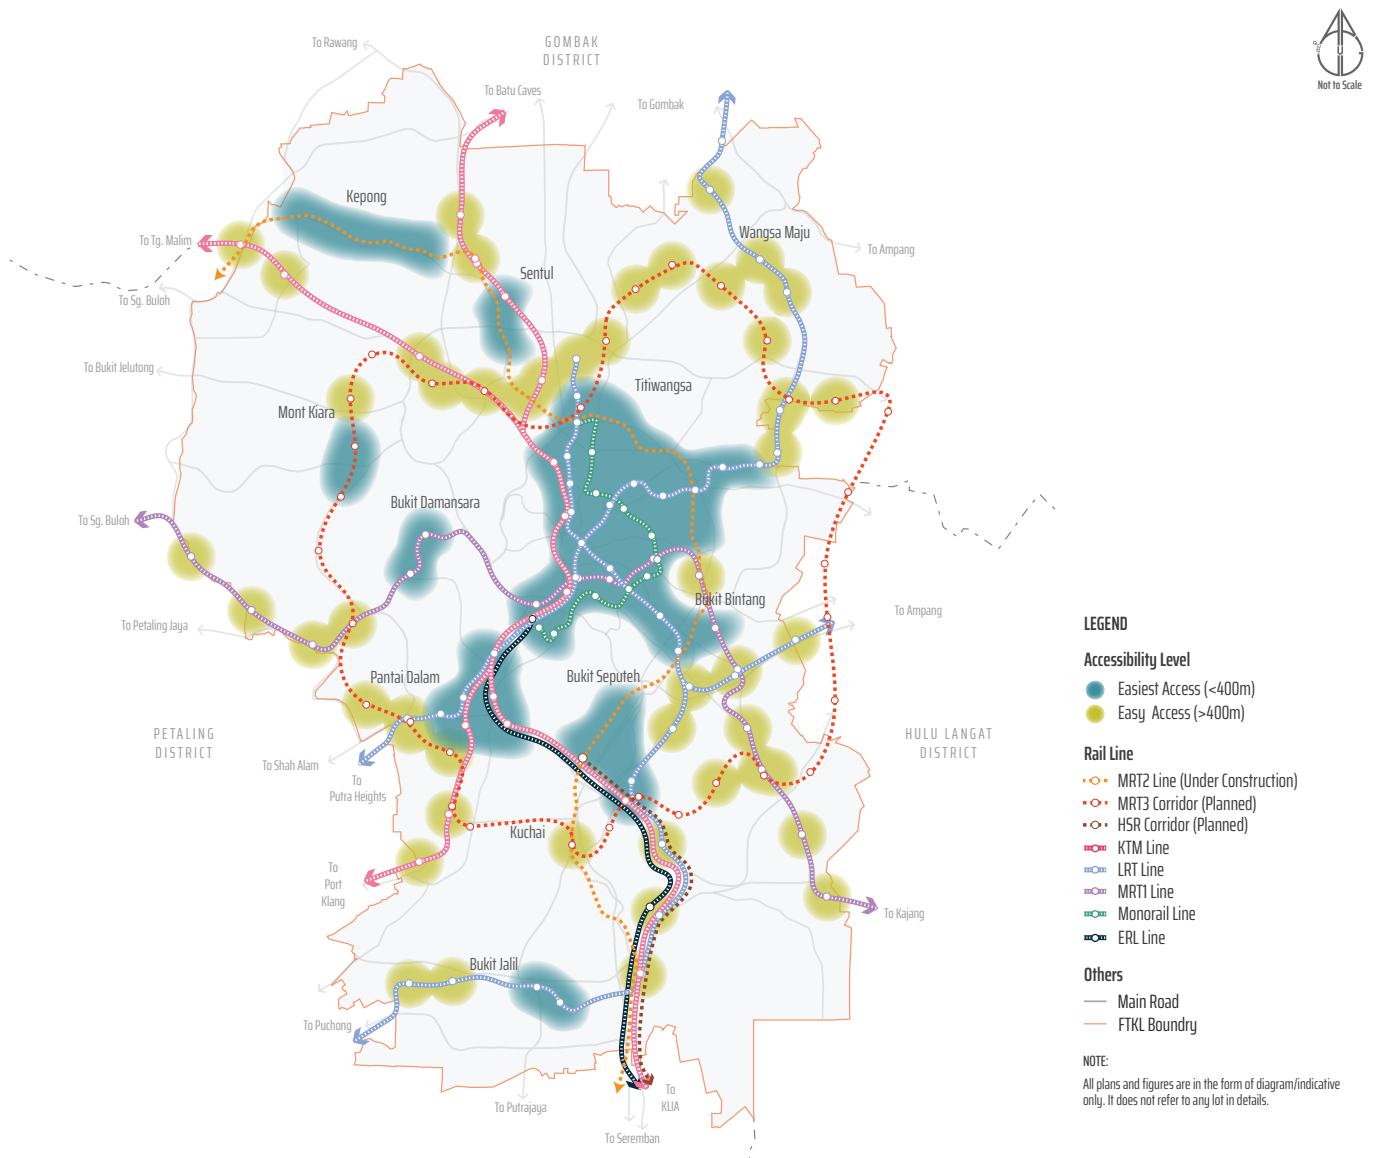 To Rawang
GOMBAK
DISTRICT
Not to Scale
To Batu Caves
To Gombak
Kepong
Wangsa Maju
To Tg. Malim
To Ampang
Sentul
To Sg. Buloh
To Bukit Jelutong
Titiwangsa
Mont Kiara
Bukit Damansara
To Sg. Buloh
Bukit Bintang
To Ampang
To Petaling Jaya
Pantai Dalam
Bukit Seputeh
PETALING
DISTRICT
HULU LANGAT
DISTRICT
To Shah Alam
To
Putra Heights
Kuchai
To
Port
Klang
To Kajang
Bukit Jalil
To Puchong
To Putrajaya
To
KLIA
To Seremban
LEGEND
Accessibility Level
Easiest Access (<400m)
Easy Access (>400m)
Rail Line
MRT2 Line (Under Construction)
MRT3 Corridor (Planned)
HSR Corridor (Planned)
KTM Line
LRT Line
MRT1 Line
Monorail Line
ERL Line
Others
Main Road
FTKL Boundry
NOTE:
All plans and figures are in the form of diagram/indicative
only. It does not refer to any lot in details.